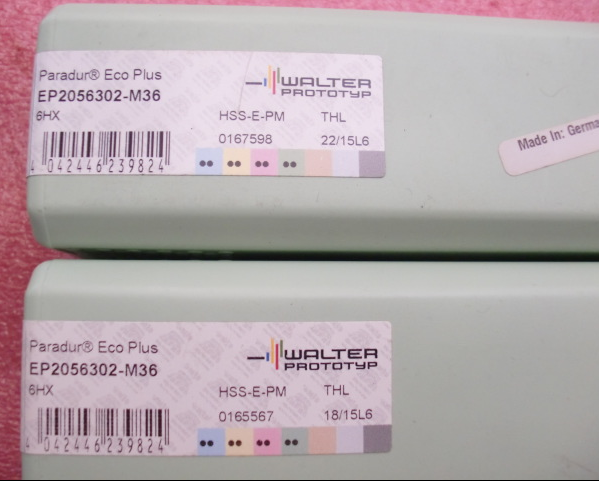 Paradur® Eco Plus
WALTER
PROTOTYP
EP2056302-M36
6HX
HSS-E-PM THL
0167598 22/15L6
4 042446 239824
Made In: Germa
Paradur® Eco Plus
WALTER
PROTOTYP
EP2056302-M36
6HX
HSS-E-PM THL
0165567 18/15L6
4 042446 239824